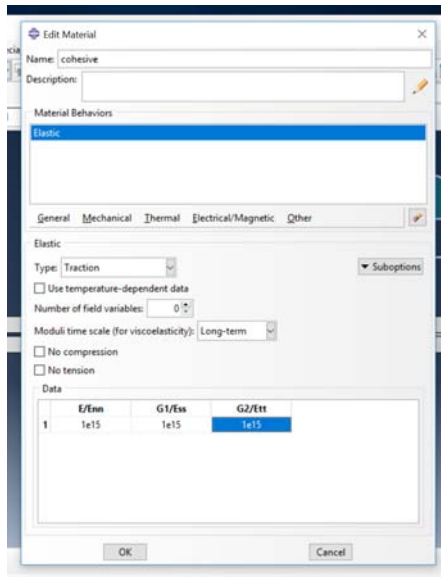 Edit Material
Name: cohesive
Description:
Material Behaviors
Elastic
General Mechanical Thermal Electrical/Magnetic Other
Elastic
Type: Traction Suboptions
Use temperature-dependent data
Number of field variables: 0
Moduli time scale (for viscoelasticity): Long-term
No compression
No tension
Data
E/Enn G1/Ess G2/Ett
1 1e15 1e15 1e15
OK Cancel